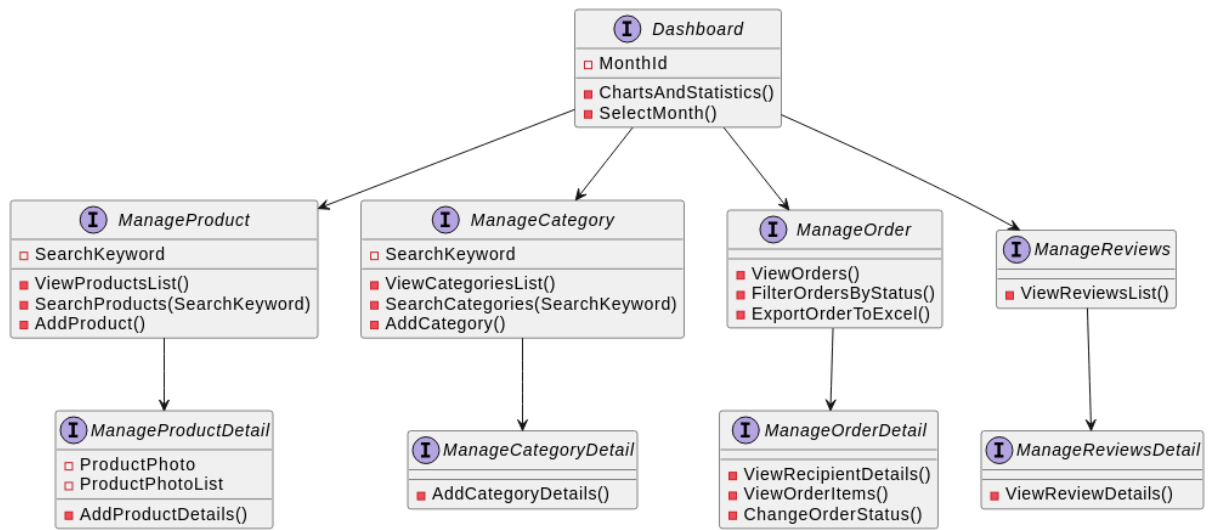 I Dashboard
MonthId
ChartsAndStatistics()
SelectMonth()
I ManageProduct
SearchKeyword
ViewProductsList()
SearchProducts(SearchKeyword)
AddProduct()
I ManageCategory
SearchKeyword
ViewCategoriesList()
SearchCategories(SearchKeyword)
AddCategory()
I ManageOrder
ViewOrders()
FilterOrdersByStatus()
ExportOrderToExcel()
I ManageReviews
ViewReviewsList()
I ManageProductDetail
ProductPhoto
ProductPhotoList
AddProductDetails()
I ManageCategoryDetail
AddCategoryDetails()
I ManageOrderDetail
ViewRecipientDetails()
ViewOrderItems()
ChangeOrderStatus()
I ManageReviewsDetail
ViewReviewDetails()